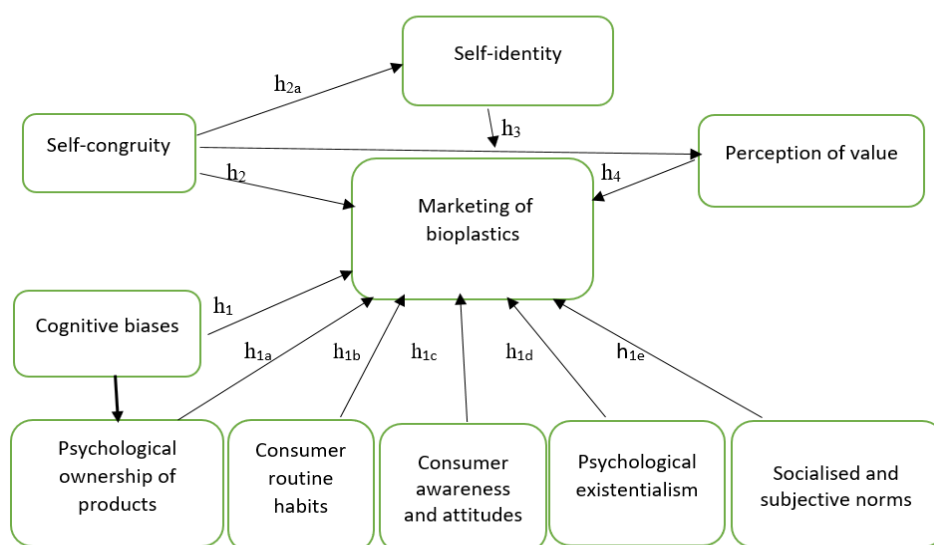 Self-identity
h2a
Self-congruity
h3
Perception of value
h2
h4
Marketing of
bioplastics
h1
Cognitive biases
h1a
h1b
h1c
h1d
h1e
Psychological
ownership of
products
Consumer
routine
habits
Consumer
awareness
and attitudes
Psychological
existentialism
Socialised and
subjective norms